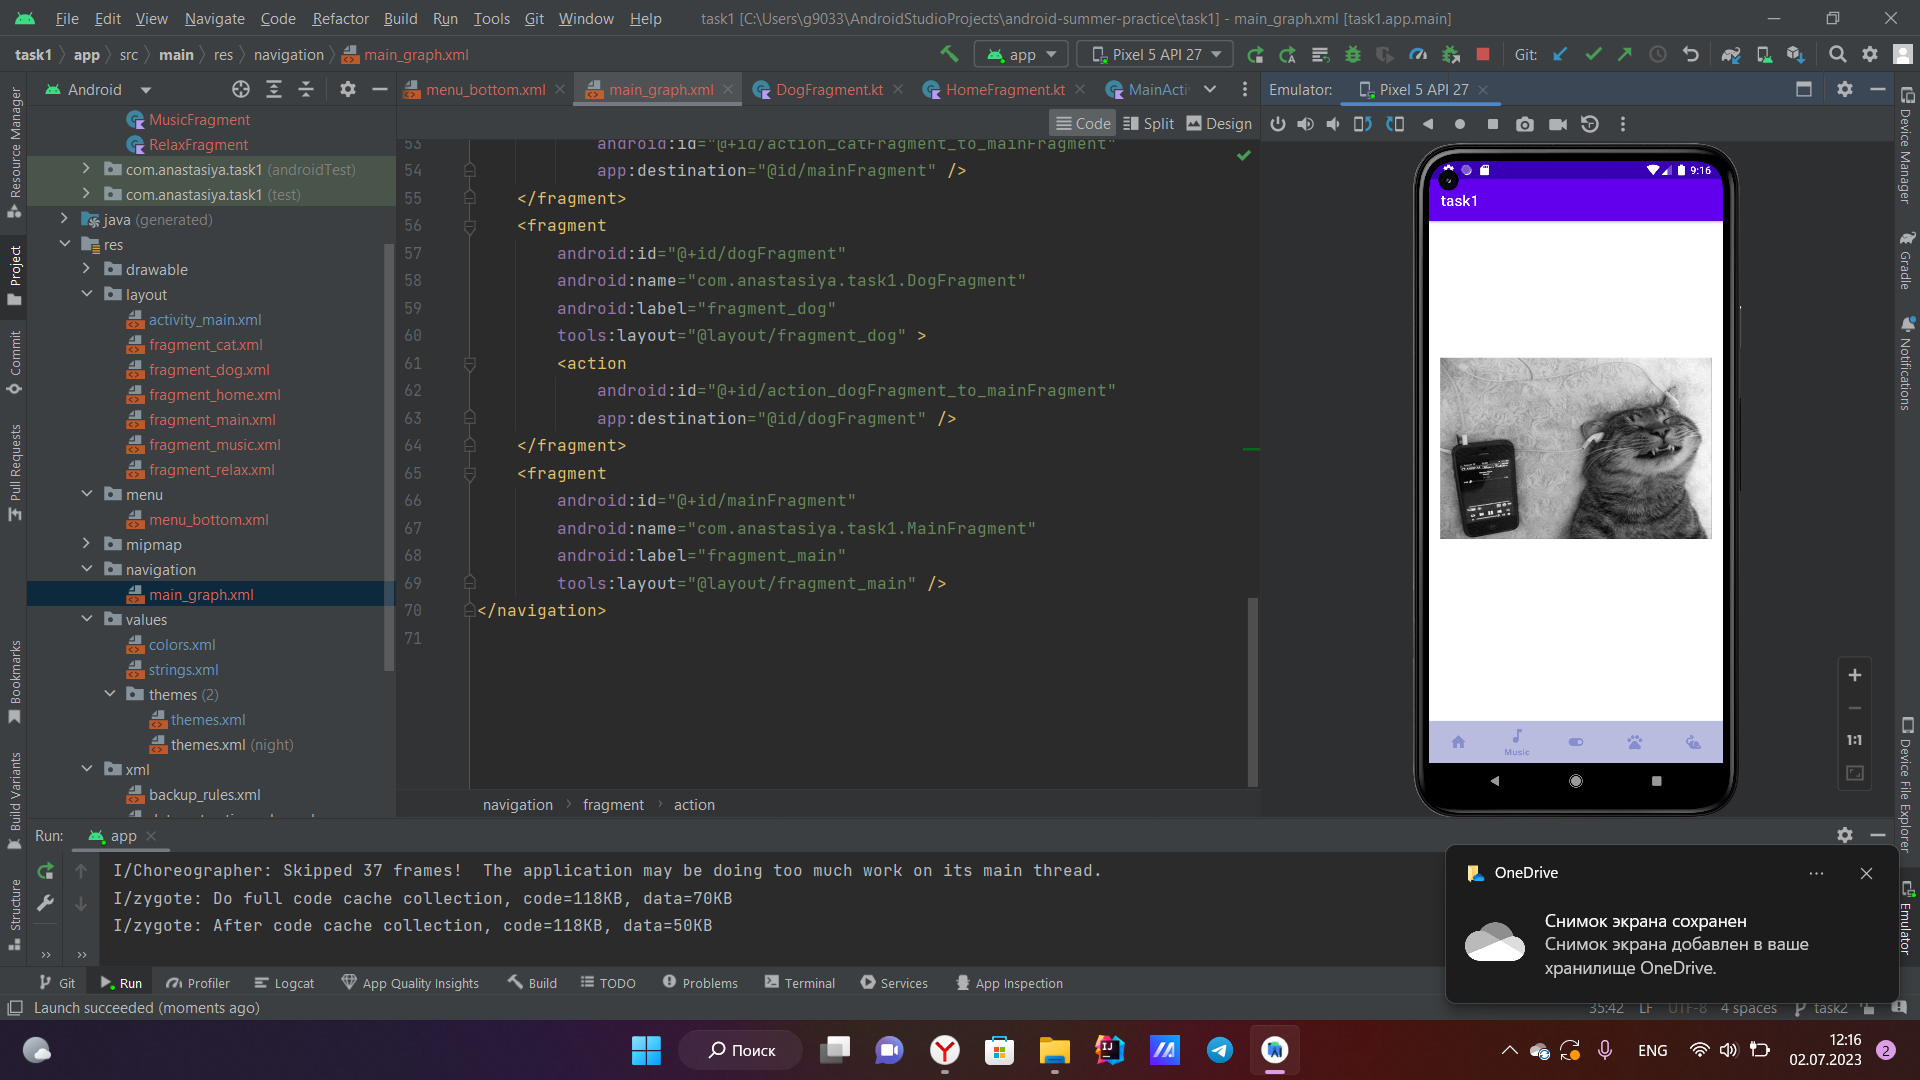 File Edit View Navigate Code Refactor Build Run Tools Git Window Help task1 [C:\Users\g9033\AndroidStudioProjects\android-summer-practice\task1] - main_graph.xml [task1.app.main]
task1 app src main res navigation main_graph.xml app Pixel 5 API 27 Git:
Android menu_bottom.xml main_graph.xml DogFragment.kt HomeFragment.kt MainActi Emulator: Pixel 5 API 27
Code Split Design
Resource Manager
Project
Commit
Pull Requests
Bookmarks
Build Variants
Structure
MusicFragment
RelaxFragment
com.anastasiya.task1 (androidTest)
com.anastasiya.task1 (test)
java (generated)
res
drawable
layout
activity_main.xml
fragment_cat.xml
fragment_dog.xml
fragment_home.xml
fragment_main.xml
fragment_music.xml
fragment_relax.xml
menu
menu_bottom.xml
mipmap
navigation
main_graph.xml
values
colors.xml
strings.xml
themes (2)
themes.xml
themes.xml (night)
xml
backup_rules.xml
53 android:id="@+id/action_catFragment_to_mainFragment"
54 app:destination="@id/mainFragment" />
55 </fragment>
56 <fragment
57 android:id="@+id/dogFragment"
58 android:name="com.anastasiya.task1.DogFragment"
59 android:label="fragment_dog"
60 tools:layout="@layout/fragment_dog" >
61 <action
62 android:id="@+id/action_dogFragment_to_mainFragment"
63 app:destination="@id/dogFragment" />
64 </fragment>
65 <fragment
66 android:id="@+id/mainFragment"
67 android:name="com.anastasiya.task1.MainFragment"
68 android:label="fragment_main"
69 tools:layout="@layout/fragment_main" />
70 </navigation>
71
navigation fragment action
9:16
task1
Music
1:1
Device Manager
Gradle
Notifications
Device File Explorer
Emulator
Run: app
I/Choreographer: Skipped 37 frames!  The application may be doing too much work on its main thread.
I/zygote: Do full code cache collection, code=118KB, data=70KB
I/zygote: After code cache collection, code=118KB, data=50KB
OneDrive
Снимок экрана сохранен
Снимок экрана добавлен в ваше
хранилище OneDrive.
Git Run Profiler Logcat App Quality Insights Build TODO Problems Terminal Services App Inspection
Launch succeeded (moments ago) 35:42 LF UTF-8 4 spaces task2
Поиск ENG 12:16
02.07.2023 2